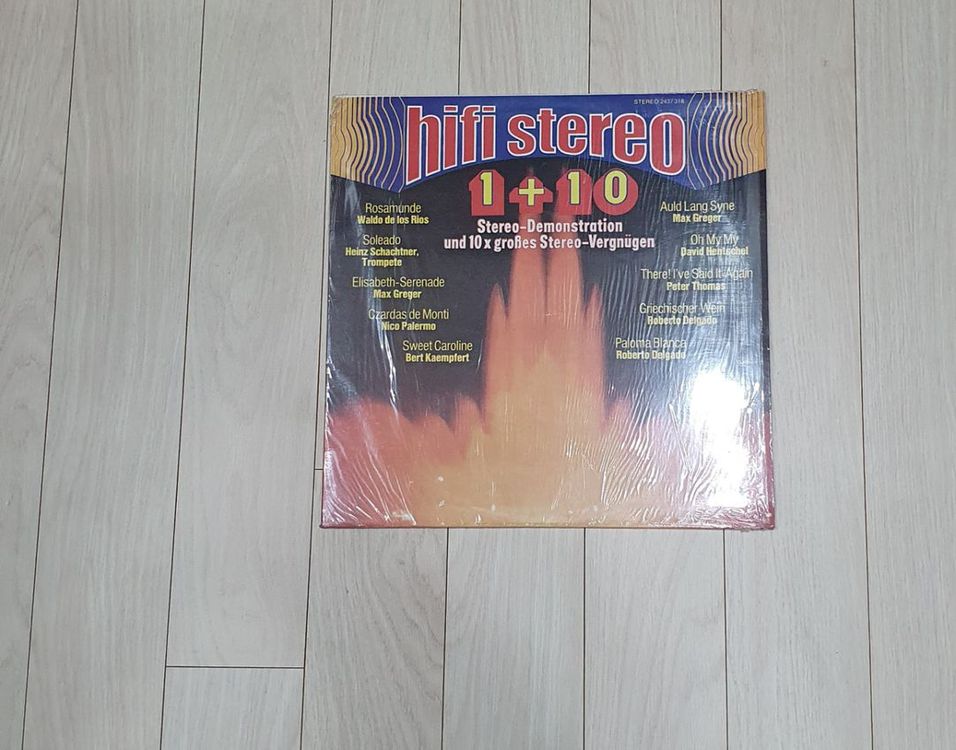 STEREO 2437 318
hifi stereo
1+10
Stereo-Demonstration
und 10 x großes Stereo-Vergnügen
Rosamunde
Waldo de los Rios
Soleado
Heinz Schachtner,
Trompete
Elisabeth-Serenade
Max Greger
Czardas de Monti
Nico Palermo
Sweet Caroline
Bert Kaempfert
Auld Lang Syne
Max Greger
Oh My My
David Hentschel
There! I've Said It Again
Peter Thomas
Griechischer Wein
Roberto Delgado
Paloma Blanca
Roberto Delgado